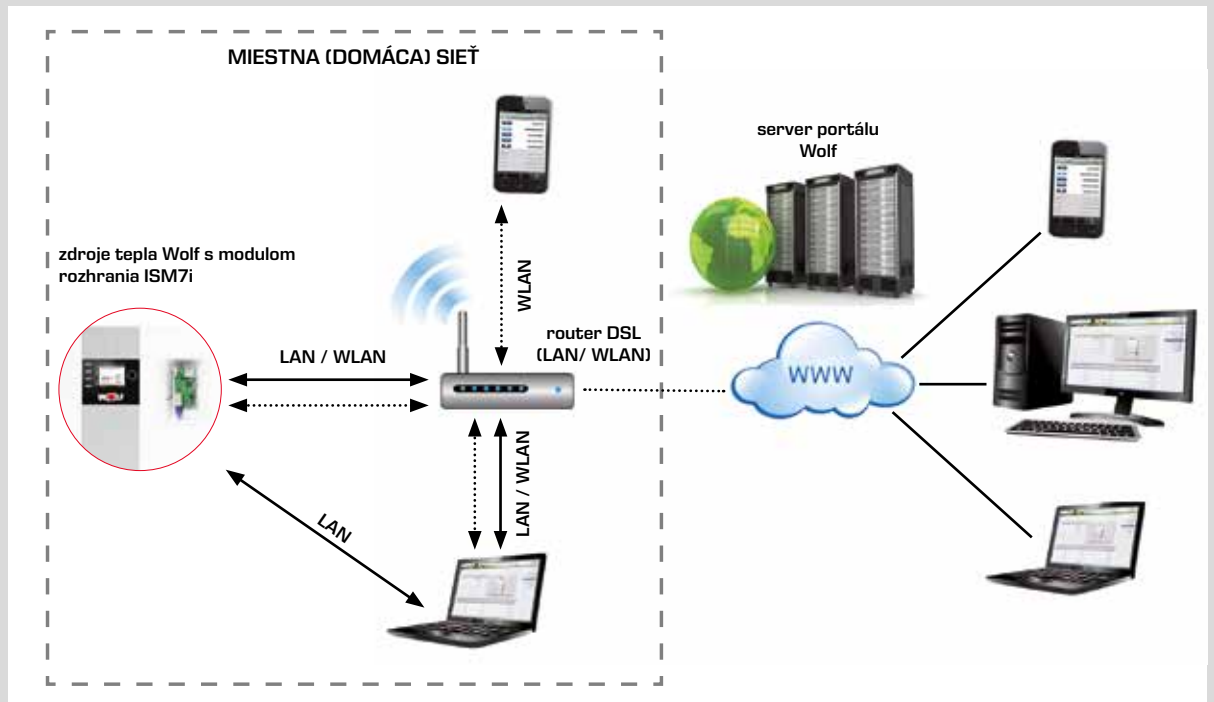 MIESTNA (DOMÁCA) SIEŤ
server portálu
Wolf
zdroje tepla Wolf s modulom
rozhrania ISM7i
WLAN
router DSL
(LAN/ WLAN)
LAN / WLAN
WWW
LAN / WLAN
LAN